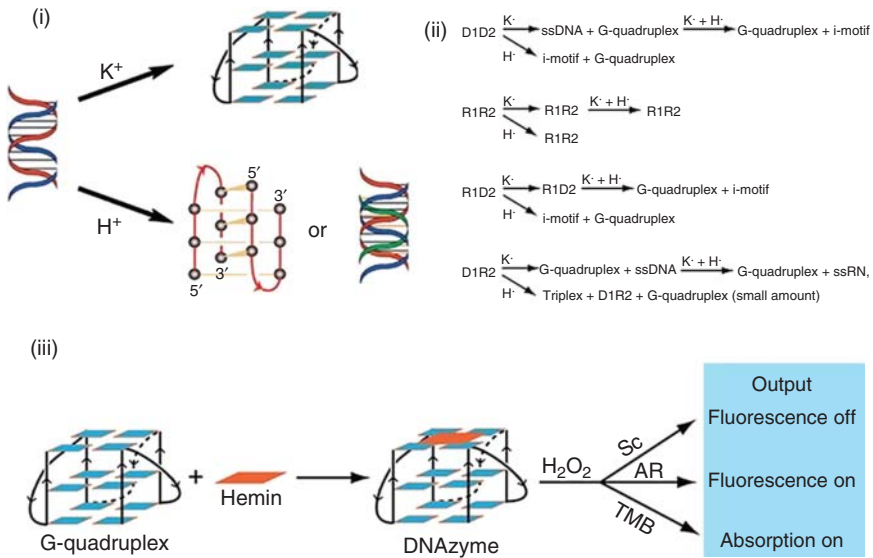 (i)
K+
H+
5′
3′
3′
5′
or
(ii)
K· K· + H·
D1D2 ssDNA + G-quadruplex G-quadruplex + i-motif
H· i-motif + G-quadruplex
K· K· + H·
R1R2 R1R2 R1R2
H· R1R2
K· K· + H·
R1D2 R1D2 G-quadruplex + i-motif
H· i-motif + G-quadruplex
K· K· + H·
D1R2 G-quadruplex + ssDNA G-quadruplex + ssRN,
H· Triplex + D1R2 + G-quadruplex (small amount)
(iii)
G-quadruplex
+
Hemin
DNAzyme
H2O2
Sc
AR
TMB
Output
Fluorescence off
Fluorescence on
Absorption on